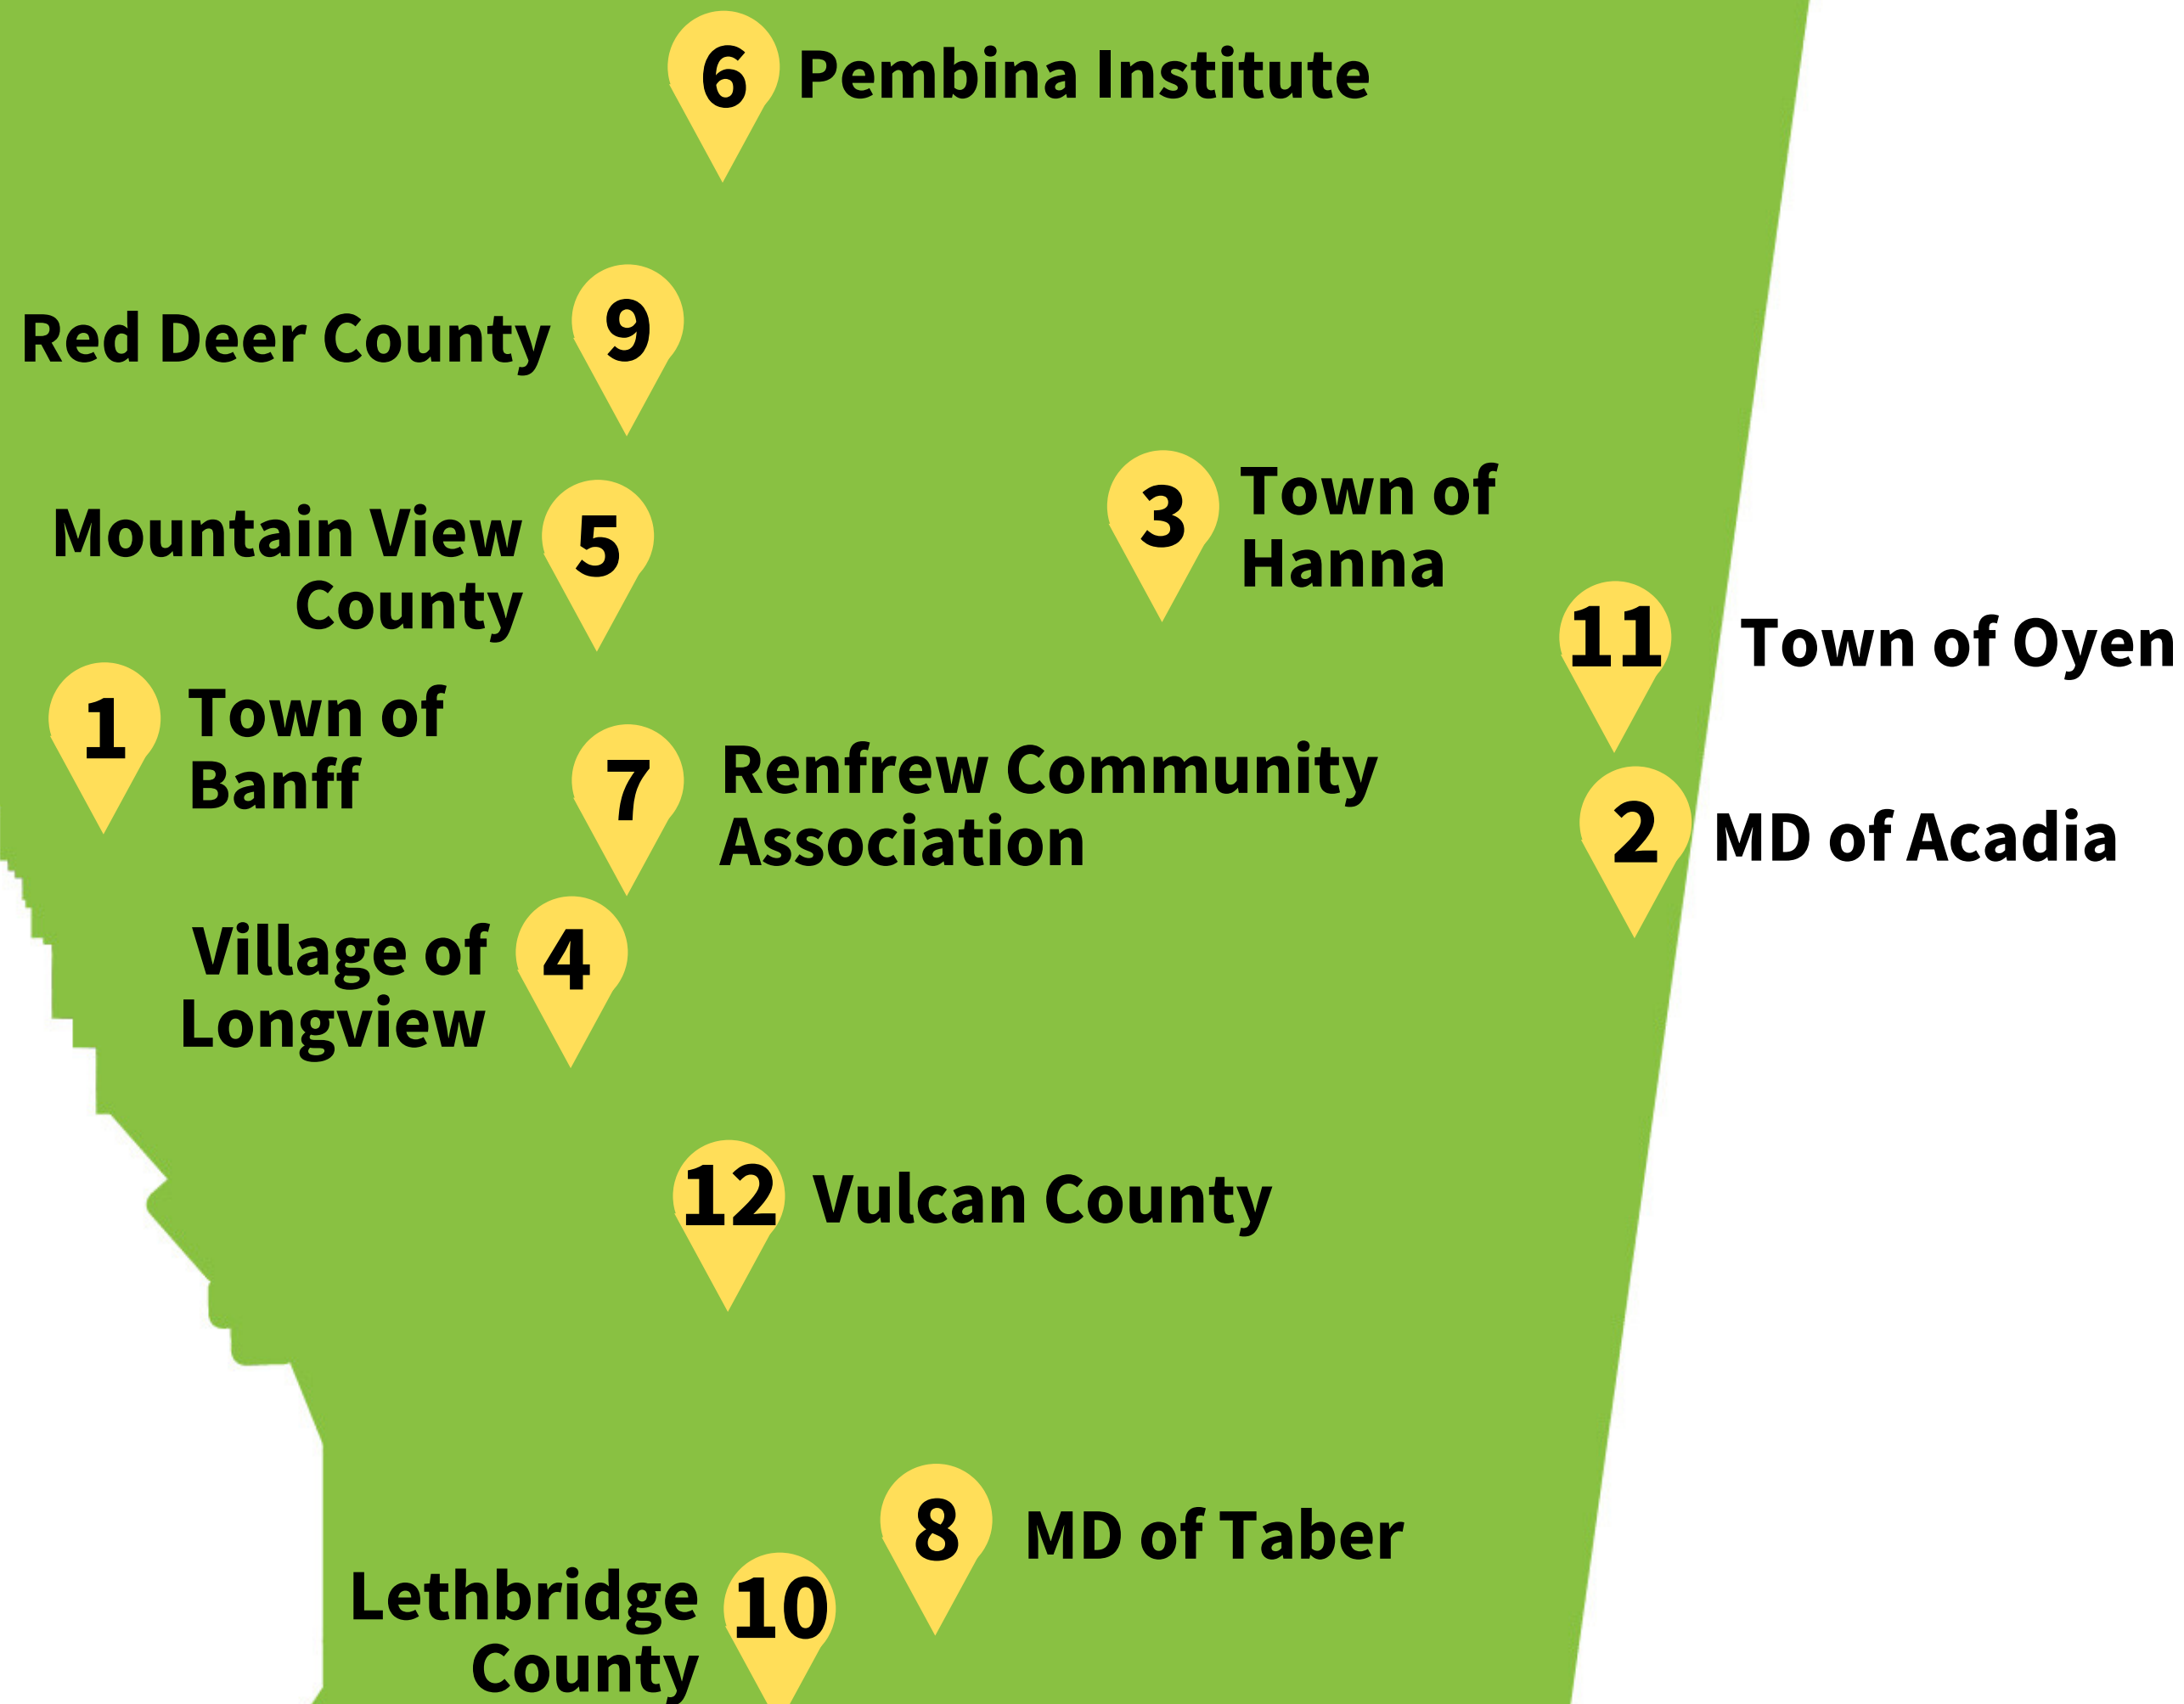 6 Pembina Institute
9 Red Deer County
3 Town of
Hanna
5 Mountain View
County
11 Town of Oyen
1 Town of
Banff
7 Renfrew Community
Association
2 MD of Acadia
4 Village of
Longview
12 Vulcan County
8 MD of Taber
10 Lethbridge
County